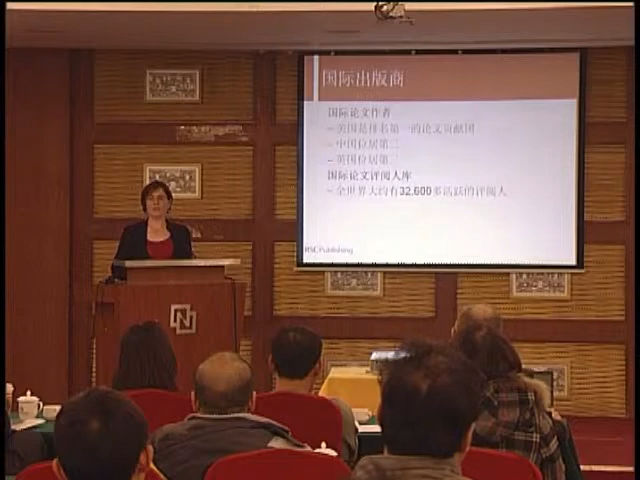 国际出版商
国际论文作者
–美国是排名第一的论文贡献国
–中国位居第二
–英国位居第三
国际论文评阅人库
–全世界大约有32,600多活跃的评阅人
RSCPublishing
N